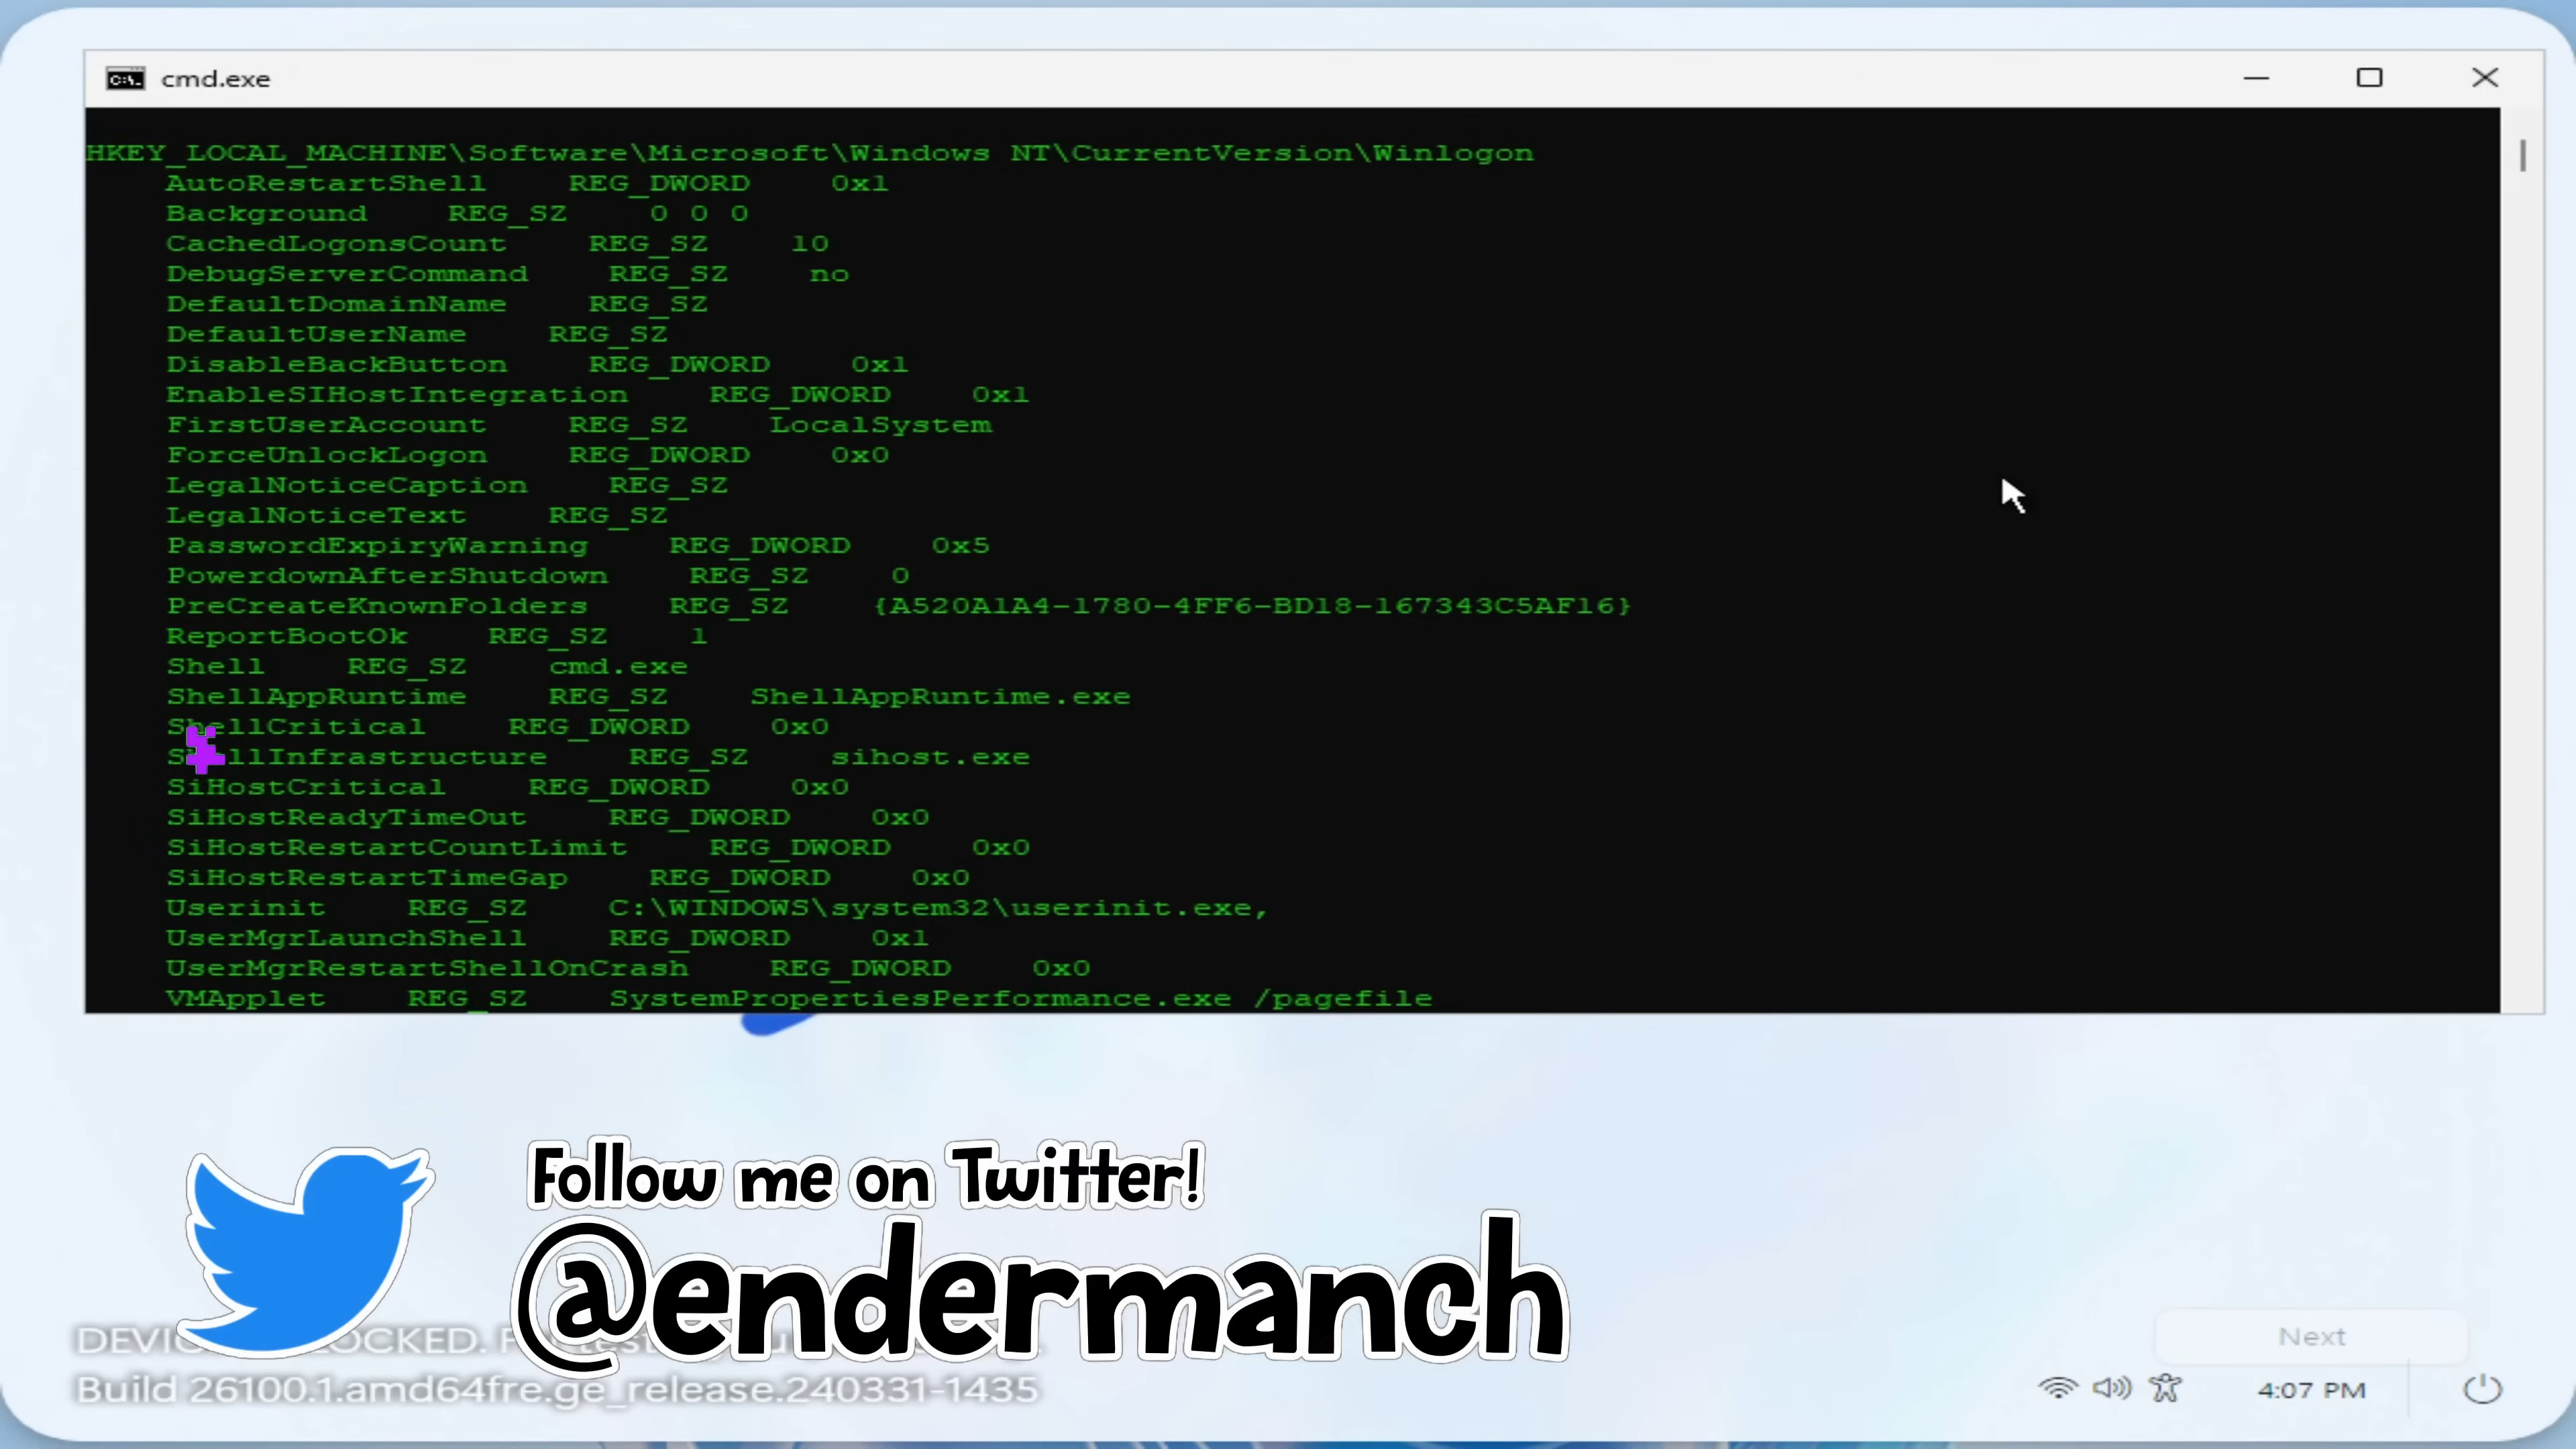 cmd.exe
HKEY_LOCAL_MACHINE\Software\Microsoft\Windows NT\CurrentVersion\Winlogon
AutoRestartShell REG_DWORD 0x1
Background REG_SZ 0 0 0
CachedLogonsCount REG_SZ 10
DebugServerCommand REG_SZ no
DefaultDomainName REG_SZ
DefaultUserName REG_SZ
DisableBackButton REG_DWORD 0x1
EnableSIHostIntegration REG_DWORD 0x1
FirstUserAccount REG_SZ LocalSystem
ForceUnlockLogon REG_DWORD 0x0
LegalNoticeCaption REG_SZ
LegalNoticeText REG_SZ
PasswordExpiryWarning REG_DWORD 0x5
PowerdownAfterShutdown REG_SZ 0
PreCreateKnownFolders REG_SZ {A520A1A4-1780-4FF6-BD18-167343C5AF16}
ReportBootOk REG_SZ 1
Shell REG_SZ cmd.exe
ShellAppRuntime REG_SZ ShellAppRuntime.exe
ShellCritical REG_DWORD 0x0
ShellInfrastructure REG_SZ sihost.exe
SiHostCritical REG_DWORD 0x0
SiHostReadyTimeOut REG_DWORD 0x0
SiHostRestartCountLimit REG_DWORD 0x0
SiHostRestartTimeGap REG_DWORD 0x0
Userinit REG_SZ C:\WINDOWS\system32\userinit.exe,
UserMgrLaunchShell REG_DWORD 0x1
UserMgrRestartShellOnCrash REG_DWORD 0x0
VMApplet REG_SZ SystemPropertiesPerformance.exe /pagefile
Follow me on Twitter!
@endermanch
Next
Build 26100.1.amd64fre.ge_release.240331-1435
4:07 PM